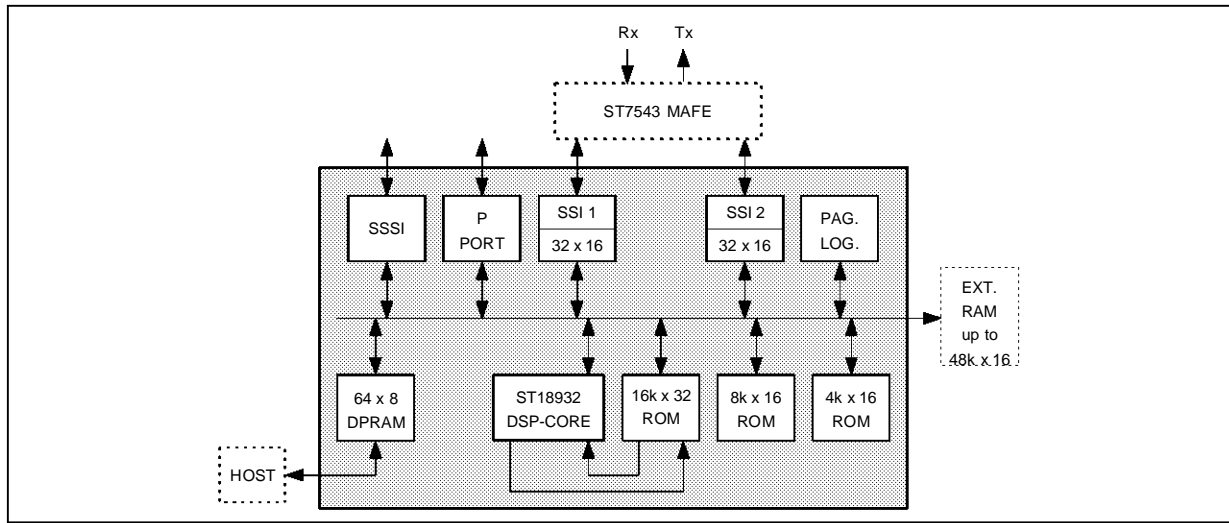 Rx Tx
ST7543 MAFE
SSSI
P
PORT
SSI 1
32 x 16
SSI 2
32 x 16
PAG.
LOG.
EXT.
RAM
up to
48k x 16
64 x 8
DPRAM
ST18932
DSP-CORE
16k x 32
ROM
8k x 16
ROM
4k x 16
ROM
HOST